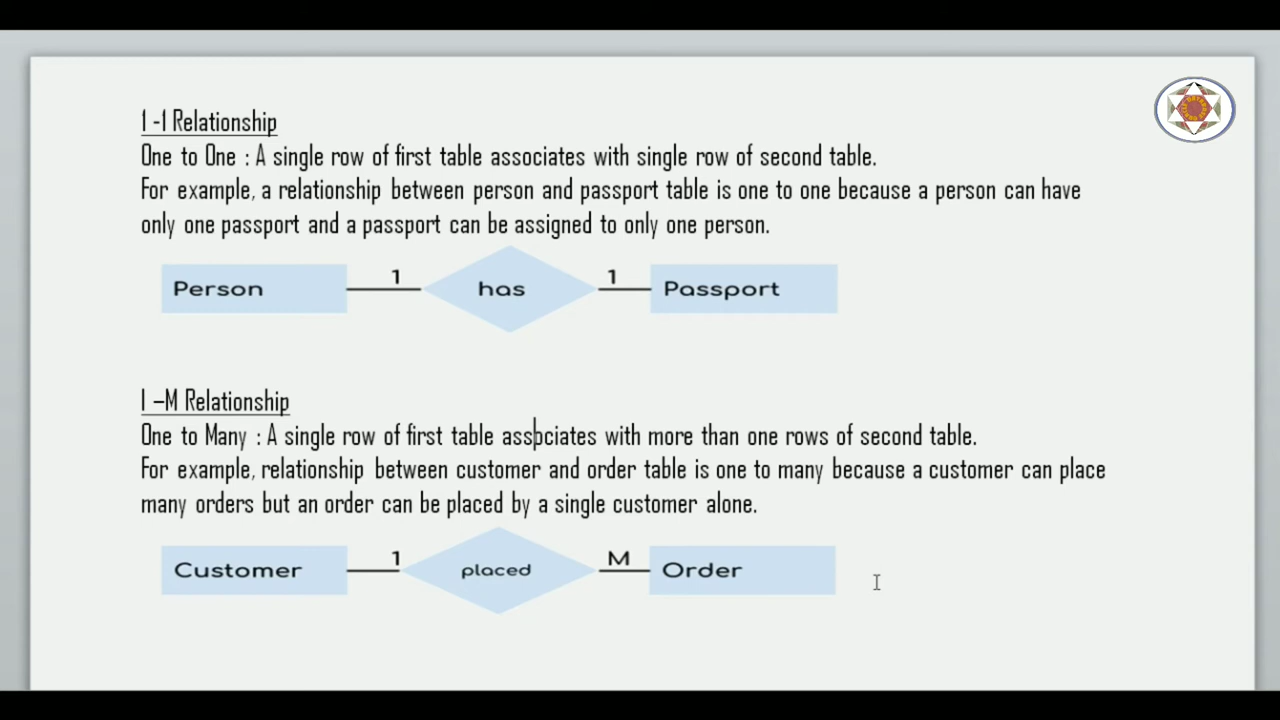 1 -1 Relationship
One to One : A single row of first table associates with single row of second table.
For example, a relationship between person and passport table is one to one because a person can have
only one passport and a passport can be assigned to only one person.
Person 1 has 1 Passport
1 –M Relationship
One to Many : A single row of first table associates with more than one rows of second table.
For example, relationship between customer and order table is one to many because a customer can place
many orders but an order can be placed by a single customer alone.
Customer 1 placed M Order